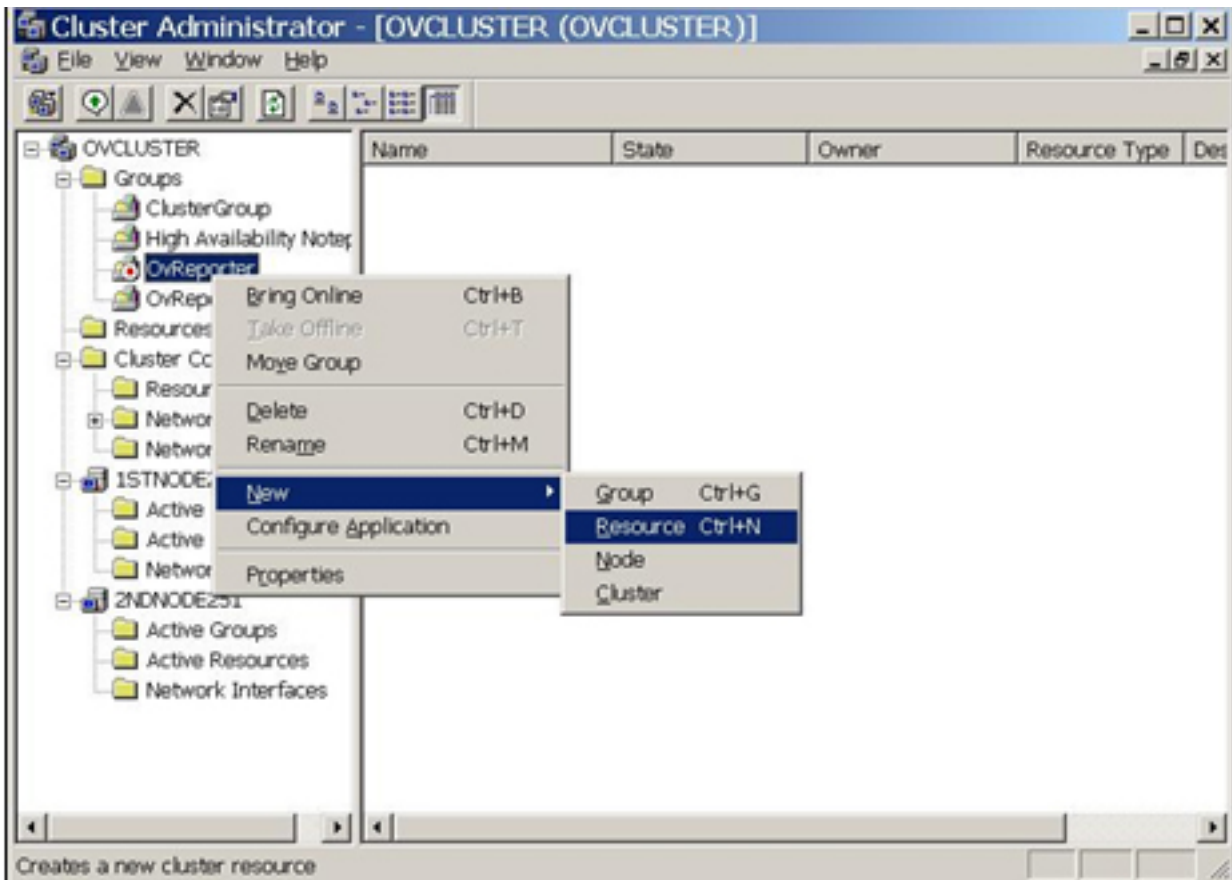 Cluster Administrator - [OVCLUSTER (OVCLUSTER)]
File View Window Help
OVCLUSTER
Groups
ClusterGroup
High Availability Notep
OvReporter
OvRepo
Resources
Cluster Co
Resour
Networ
Networ
1STNODE2
Active
Active
Networ
2NDNODE251
Active Groups
Active Resources
Network Interfaces
Name State Owner Resource Type Des
Bring Online Ctrl+B
Take Offline Ctrl+T
Move Group
Delete Ctrl+D
Rename Ctrl+M
New
Configure Application
Properties
Group Ctrl+G
Resource Ctrl+N
Node
Cluster
Creates a new cluster resource